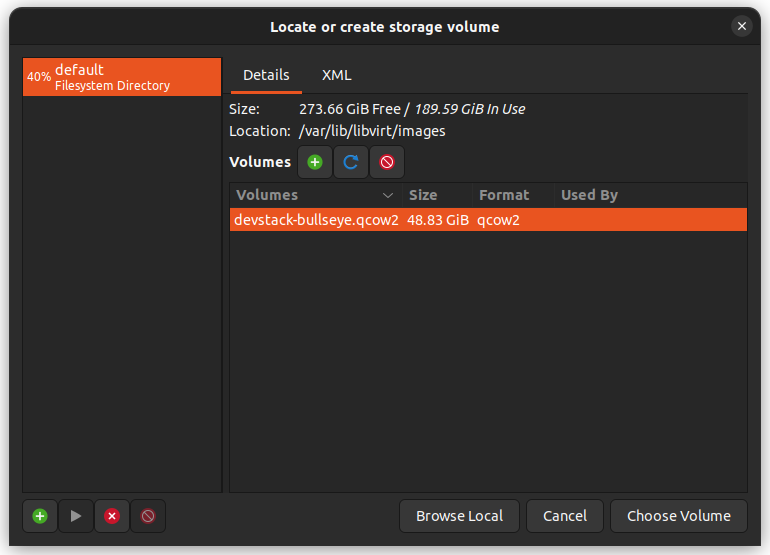 Locate or create storage volume
40% default
Filesystem Directory
Details XML
Size: 273.66 GiB Free / 189.59 GiB In Use
Location: /var/lib/libvirt/images
Volumes
Volumes Size Format Used By
devstack-bullseye.qcow2 48.83 GiB qcow2
Browse Local Cancel Choose Volume